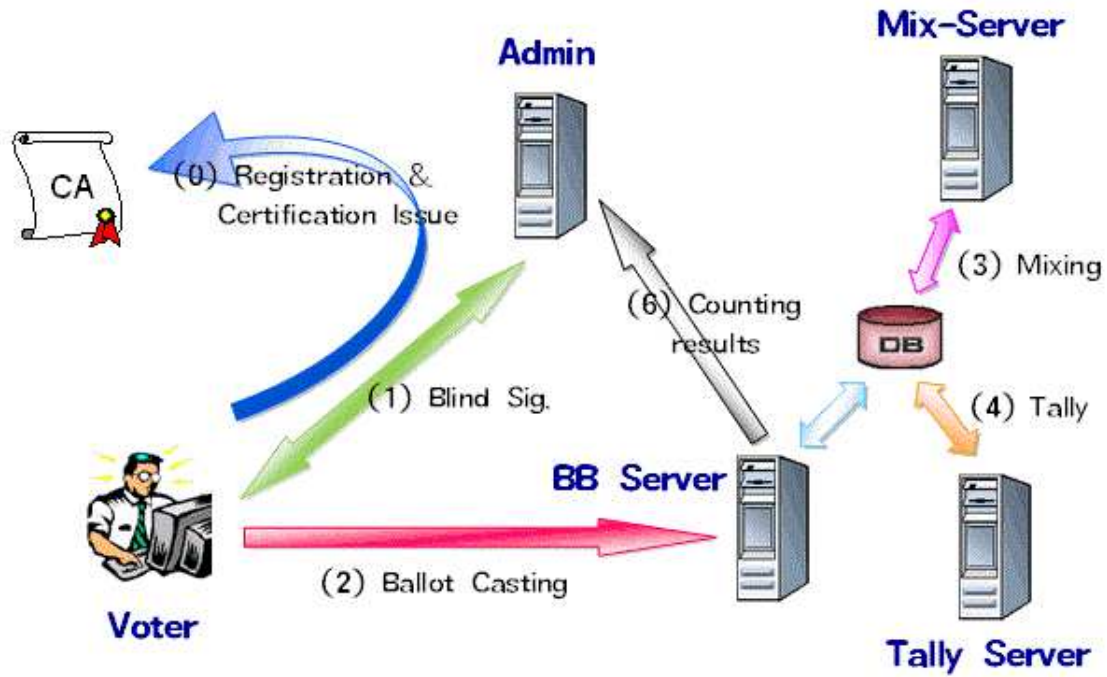 Mix-Server
Admin
CA
(0) Registration &
Certification Issue
(3) Mixing
(6) Counting
results
DB
(1) Blind Sig.
(4) Tally
BB Server
(2) Ballot Casting
Voter
Tally Server